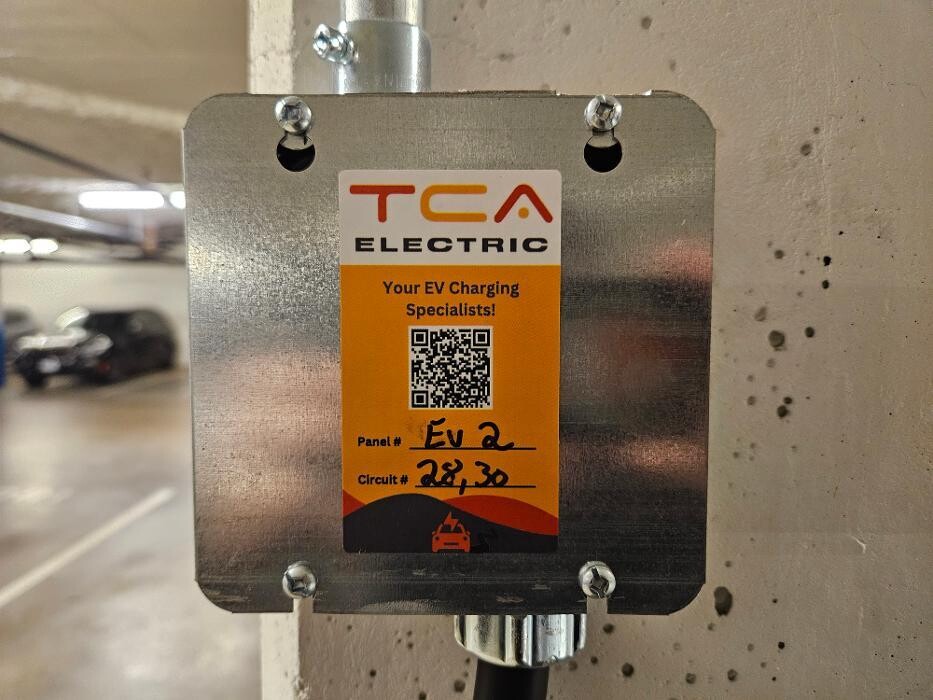 TCA
ELECTRIC
Your EV Charging
Specialists!
Panel # EV 2
Circuit # 28,30